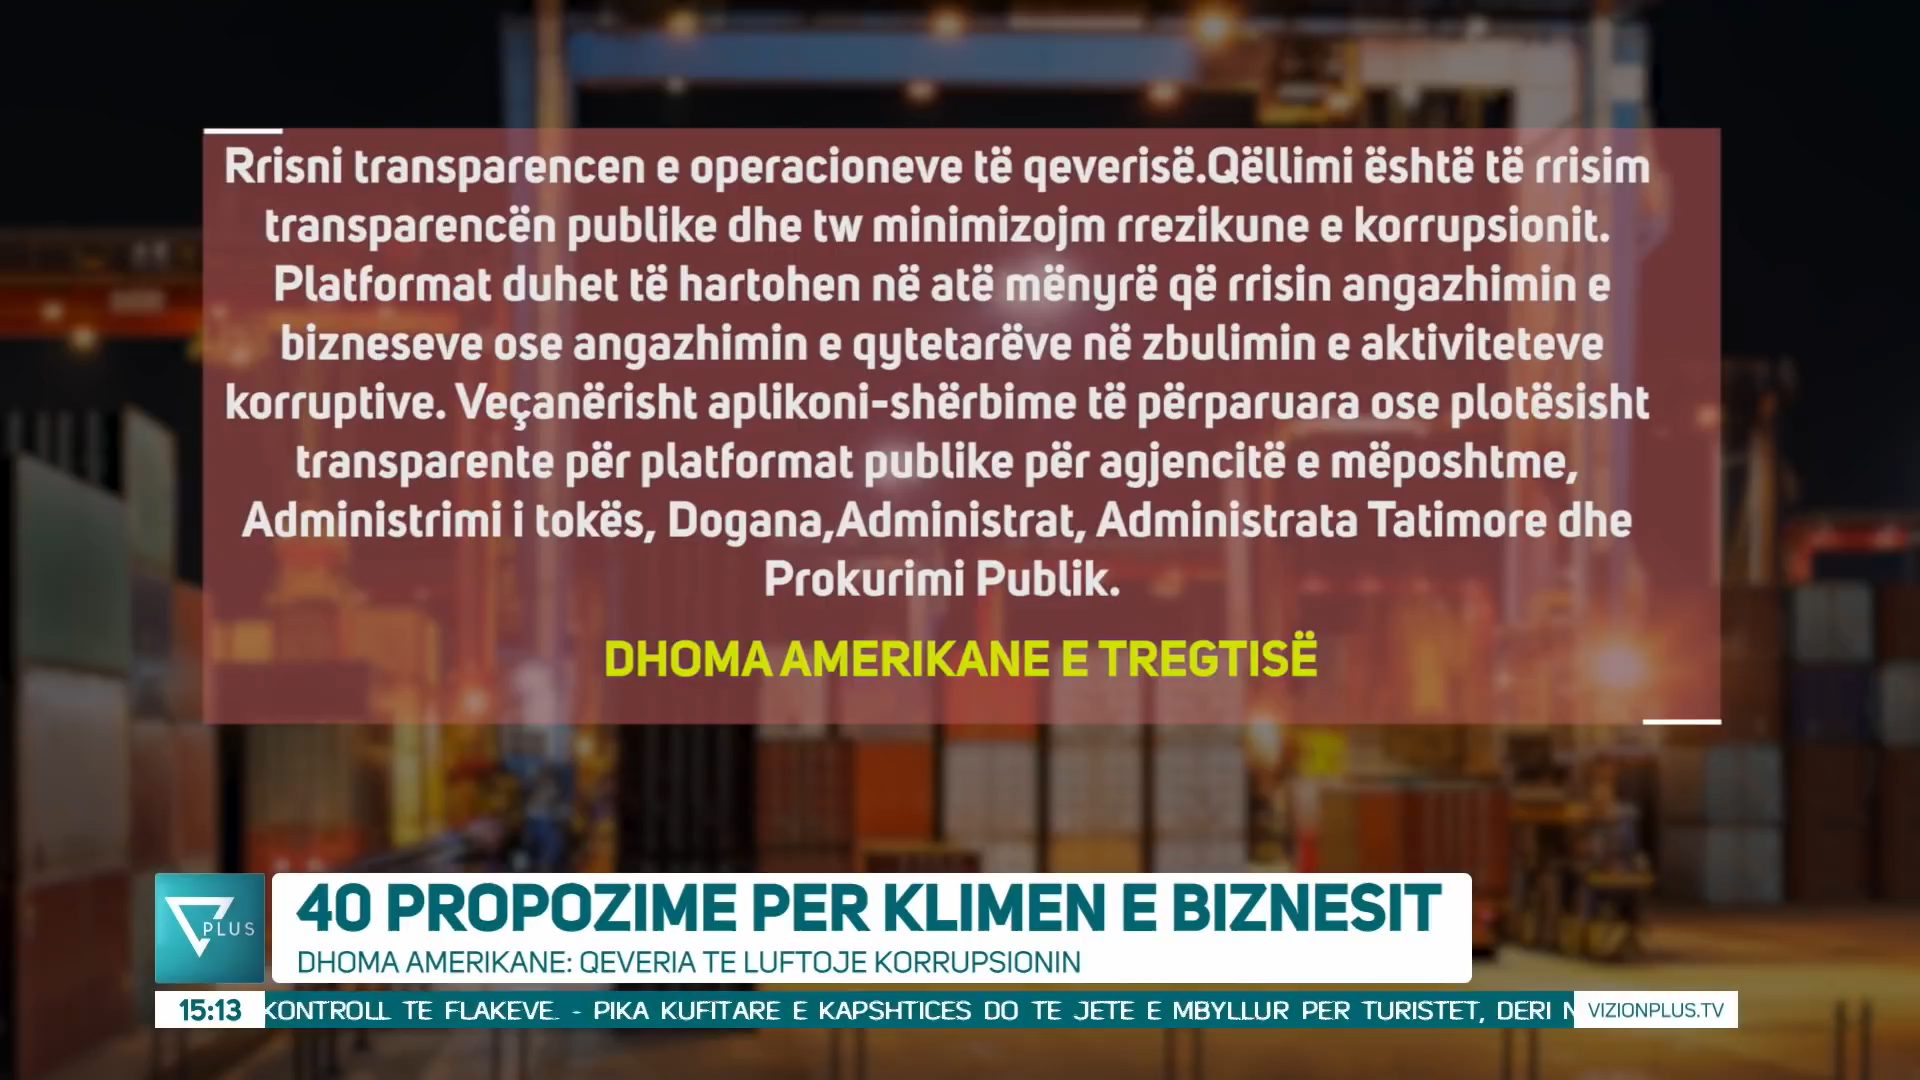 Rrisni transparencen e operacioneve të qeverisë.Qëllimi është të rrisim
transparencën publike dhe tw minimizojm rrezikune e korrupsionit.
Platformat duhet të hartohen në atë mënyrë që rrisin angazhimin e
bizneseve ose angazhimin e qytetarëve në zbulimin e aktiviteteve
korruptive. Veçanërisht aplikoni-shërbime të përparuara ose plotësisht
transparente për platformat publike për agjencitë e mëposhtme,
Administrimi i tokës, Dogana,Administrat, Administrata Tatimore dhe
Prokurimi Publik.
DHOMA AMERIKANE E TREGTISË
PLUS
40 PROPOZIME PER KLIMEN E BIZNESIT
DHOMA AMERIKANE: QEVERIA TE LUFTOJE KORRUPSIONIN
15:13 KONTROLL TE FLAKEVE. - PIKA KUFITARE E KAPSHTICES DO TE JETE E MBYLLUR PER TURISTET, DERI N VIZIONPLUS.TV